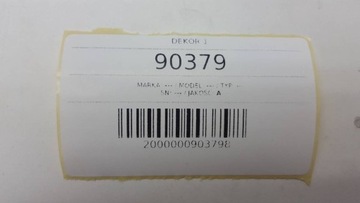 DEKOR 1
90379
MARKA: --- MODEL: --- TYP: -
SN: --- JAKOŚĆ: A
2000000903798